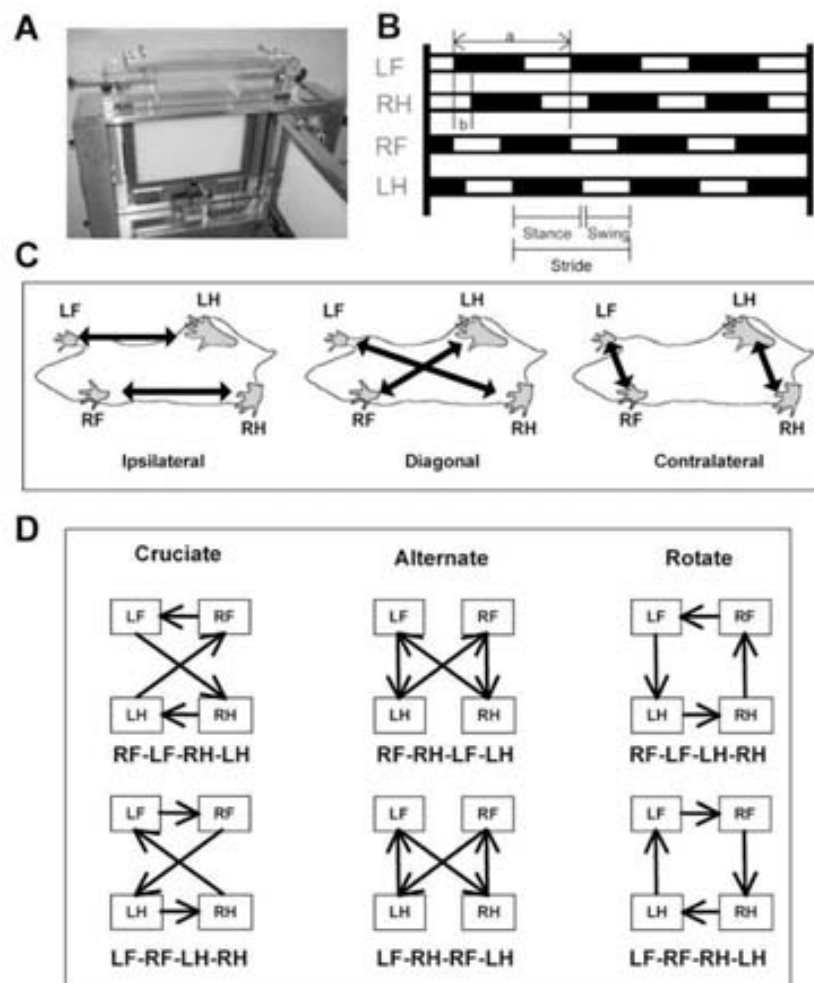 A
B
a
LF
RH
b
RF
LH
Stance Swing
Stride
C
LF LH
RF RH
Ipsilateral
LH
LF
RF RH
Diagonal
LH
LF
RF RH
Contralateral
D
Cruciate
LF RF
LH RH
RF-LF-RH-LH
LF RF
LH RH
LF-RF-LH-RH
Alternate
LF RF
LH RH
RF-RH-LF-LH
LF RF
LH RH
LF-RH-RF-LH
Rotate
LF RF
LH RH
RF-LF-LH-RH
LF RF
LH RH
LF-RF-RH-LH